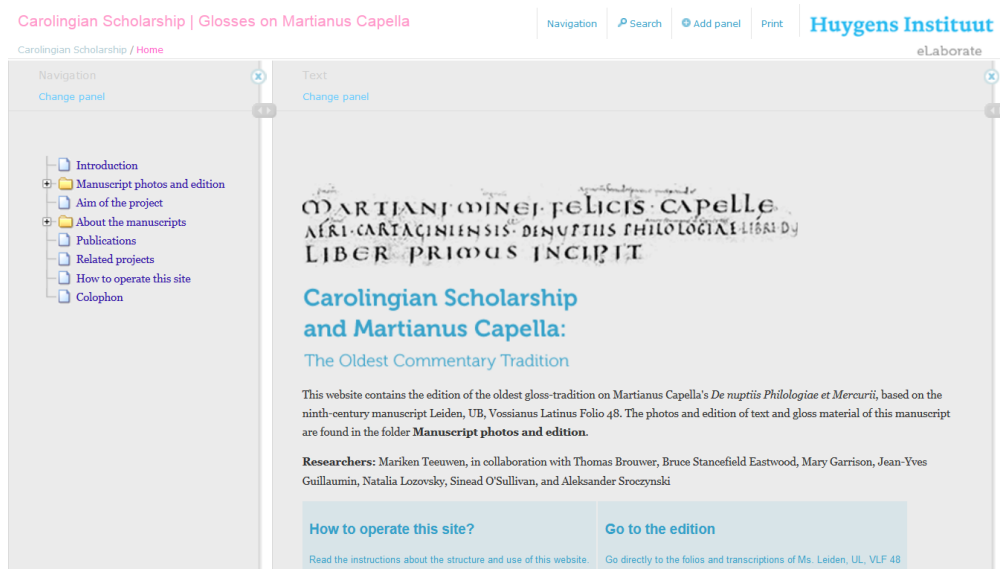 Carolingian Scholarship | Glosses on Martianus Capella
Navigation
Search
Add panel
Print
Huygens Instituut
eLaborate
Carolingian Scholarship / Home
Navigation
Change panel
Introduction
Manuscript photos and edition
Aim of the project
About the manuscripts
Publications
Related projects
How to operate this site
Colophon
Text
Change panel
MARTIANI MINEI FELICIS CAPELLE
AFRI CARTAGINIENSIS DENUPTIIS PHILOLOGIAE LIBRI DU
LIBER PRIMUS INCIPIT
Carolingian Scholarship
and Martianus Capella:
The Oldest Commentary Tradition
This website contains the edition of the oldest gloss-tradition on Martianus Capella's De nuptiis Philologiae et Mercurii, based on the
ninth-century manuscript Leiden, UB, Vossianus Latinus Folio 48. The photos and edition of text and gloss material of this manuscript
are found in the folder Manuscript photos and edition.
Researchers: Mariken Teeuwen, in collaboration with Thomas Brouwer, Bruce Stancefield Eastwood, Mary Garrison, Jean-Yves
Guillaumin, Natalia Lozovsky, Sinead O'Sullivan, and Aleksander Sroczynski
How to operate this site?
Read the instructions about the structure and use of this website.
Go to the edition
Go directly to the folios and transcriptions of Ms. Leiden, UL, VLF 48